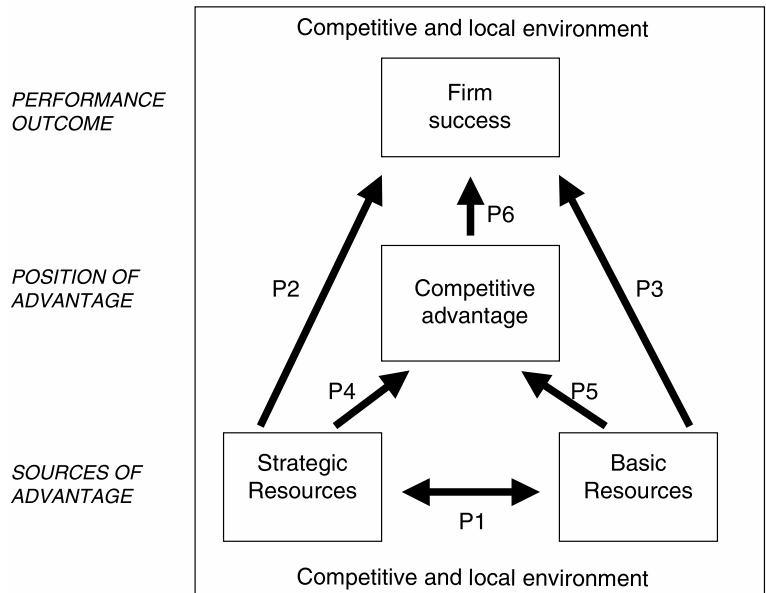 Competitive and local environment
PERFORMANCE
OUTCOME
Firm
success
P6
POSITION OF
ADVANTAGE
P2
Competitive
advantage
P3
P4
P5
SOURCES OF
ADVANTAGE
Strategic
Resources
Basic
Resources
P1
Competitive and local environment